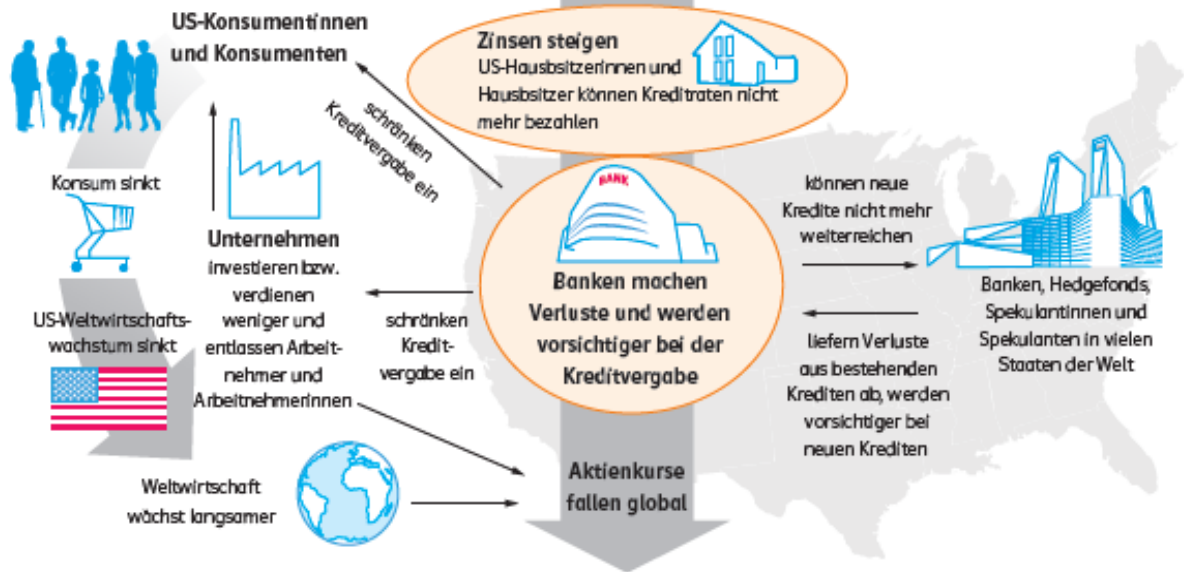 US-Konsumentinnen
und Konsumenten
Zinsen steigen
US-Hausbsitzerinnen und
Hausbsitzer können Kreditraten nicht
mehr bezahlen
schränken
Kreditvergabe ein
Konsum sinkt
BANK
können neue
Kredite nicht mehr
weiterreichen
Unternehmen
investieren bzw.
verdienen
weniger und
entlassen Arbeit-
nehmer und
Arbeitnehmerinnen
US-Weltwirtschafts-
wachstum sinkt
schränken
Kredit-
vergabe ein
Banken machen
Verluste und werden
vorsichtiger bei der
Kreditvergabe
Banken, Hedgefonds,
Spekulantinnen und
Spekulanten in vielen
Staaten der Welt
liefern Verluste
aus bestehenden
Krediten ab, werden
vorsichtiger bei
neuen Krediten
Weltwirtschaft
wächst langsamer
Aktienkurse
fallen global